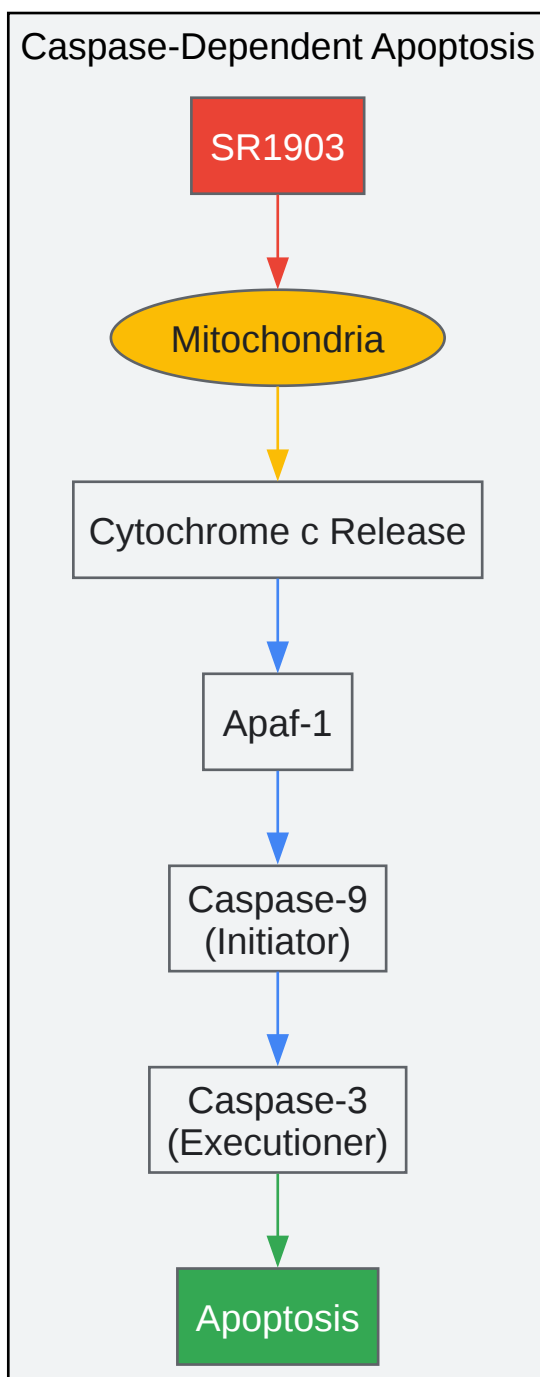 Caspase-Dependent Apoptosis
SR1903
Mitochondria
Cytochrome c Release
Apaf-1
Caspase-9
(Initiator)
Caspase-3
(Executioner)
Apoptosis